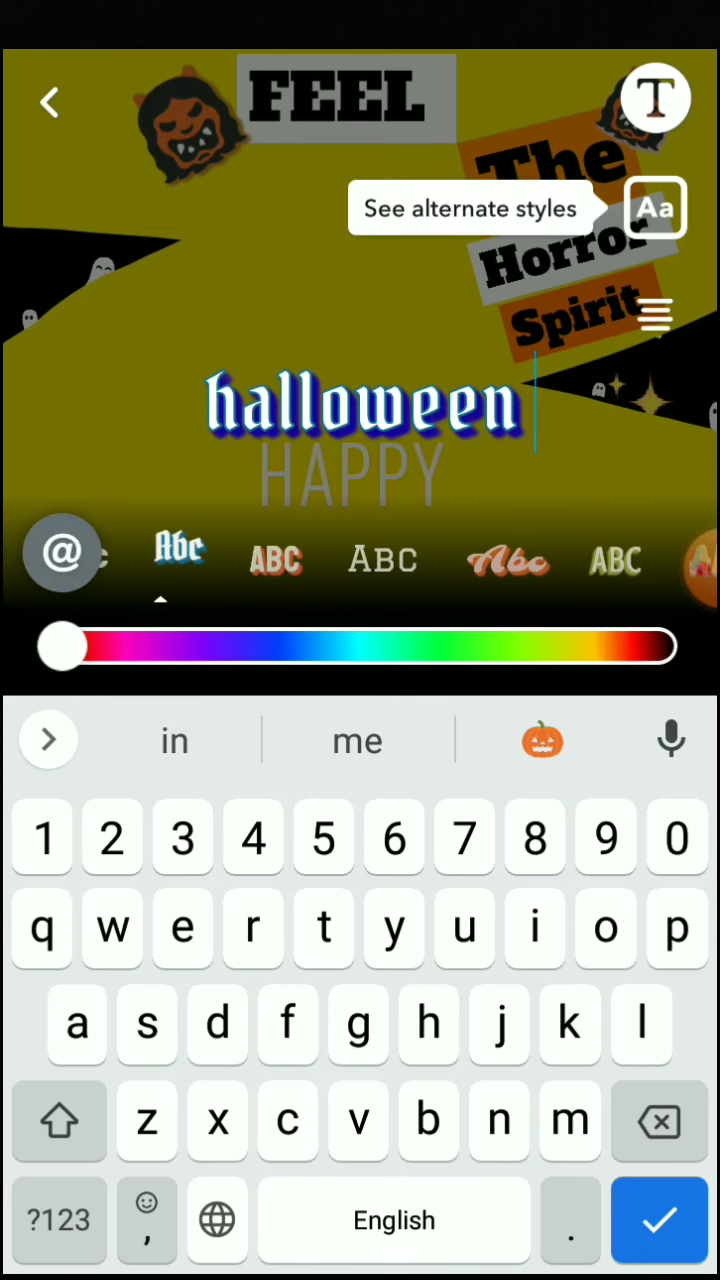 FEEL
T
The
See alternate styles
Aa
Horror
Spirit
halloween
HAPPY
@ c Abc ABC ABC Abc ABC
in me
1 2 3 4 5 6 7 8 9 0
q w e r t y u i o p
a s d f g h j k l
z x c v b n m
?123 , English .